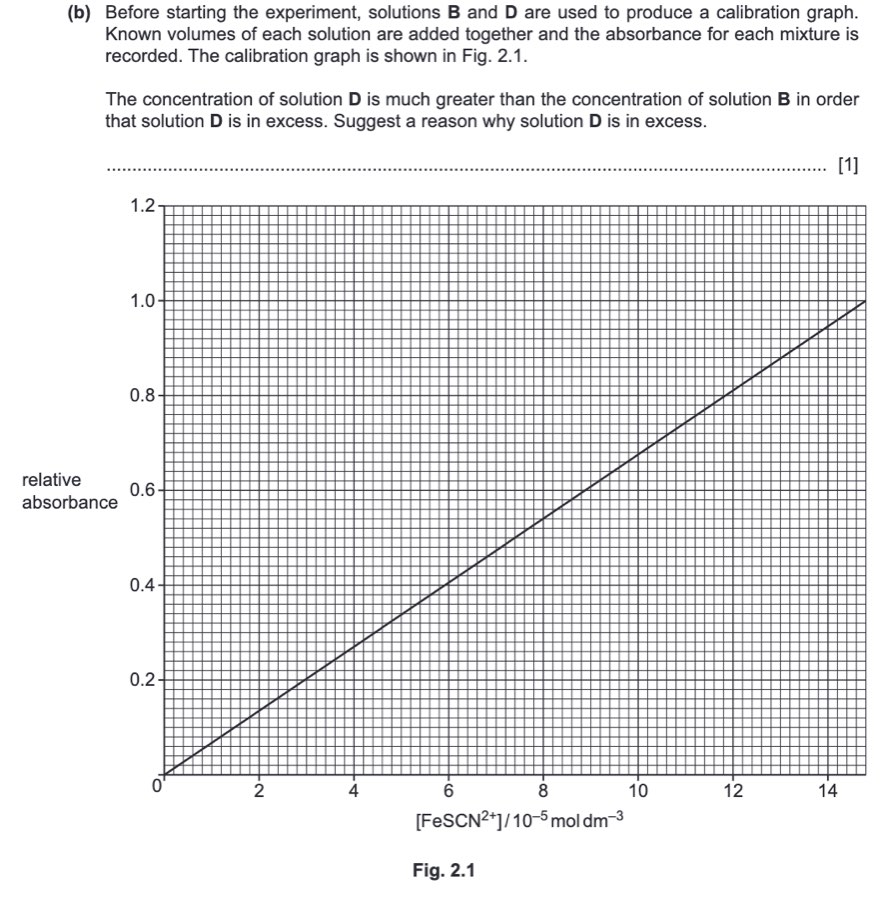 (b) Before starting the experiment, solutions B and D are used to produce a calibration graph.
Known volumes of each solution are added together and the absorbance for each mixture is
recorded. The calibration graph is shown in Fig. 2.1.
The concentration of solution D is much greater than the concentration of solution B in order
that solution D is in excess. Suggest a reason why solution D is in excess.
[1]
1.2
1.0
0.8
relative
absorbance
0.6
0.4
0.2
0
2 4 6 8 10 12 14
[FeSCN²⁺]/10⁻⁵ mol dm⁻³
Fig. 2.1